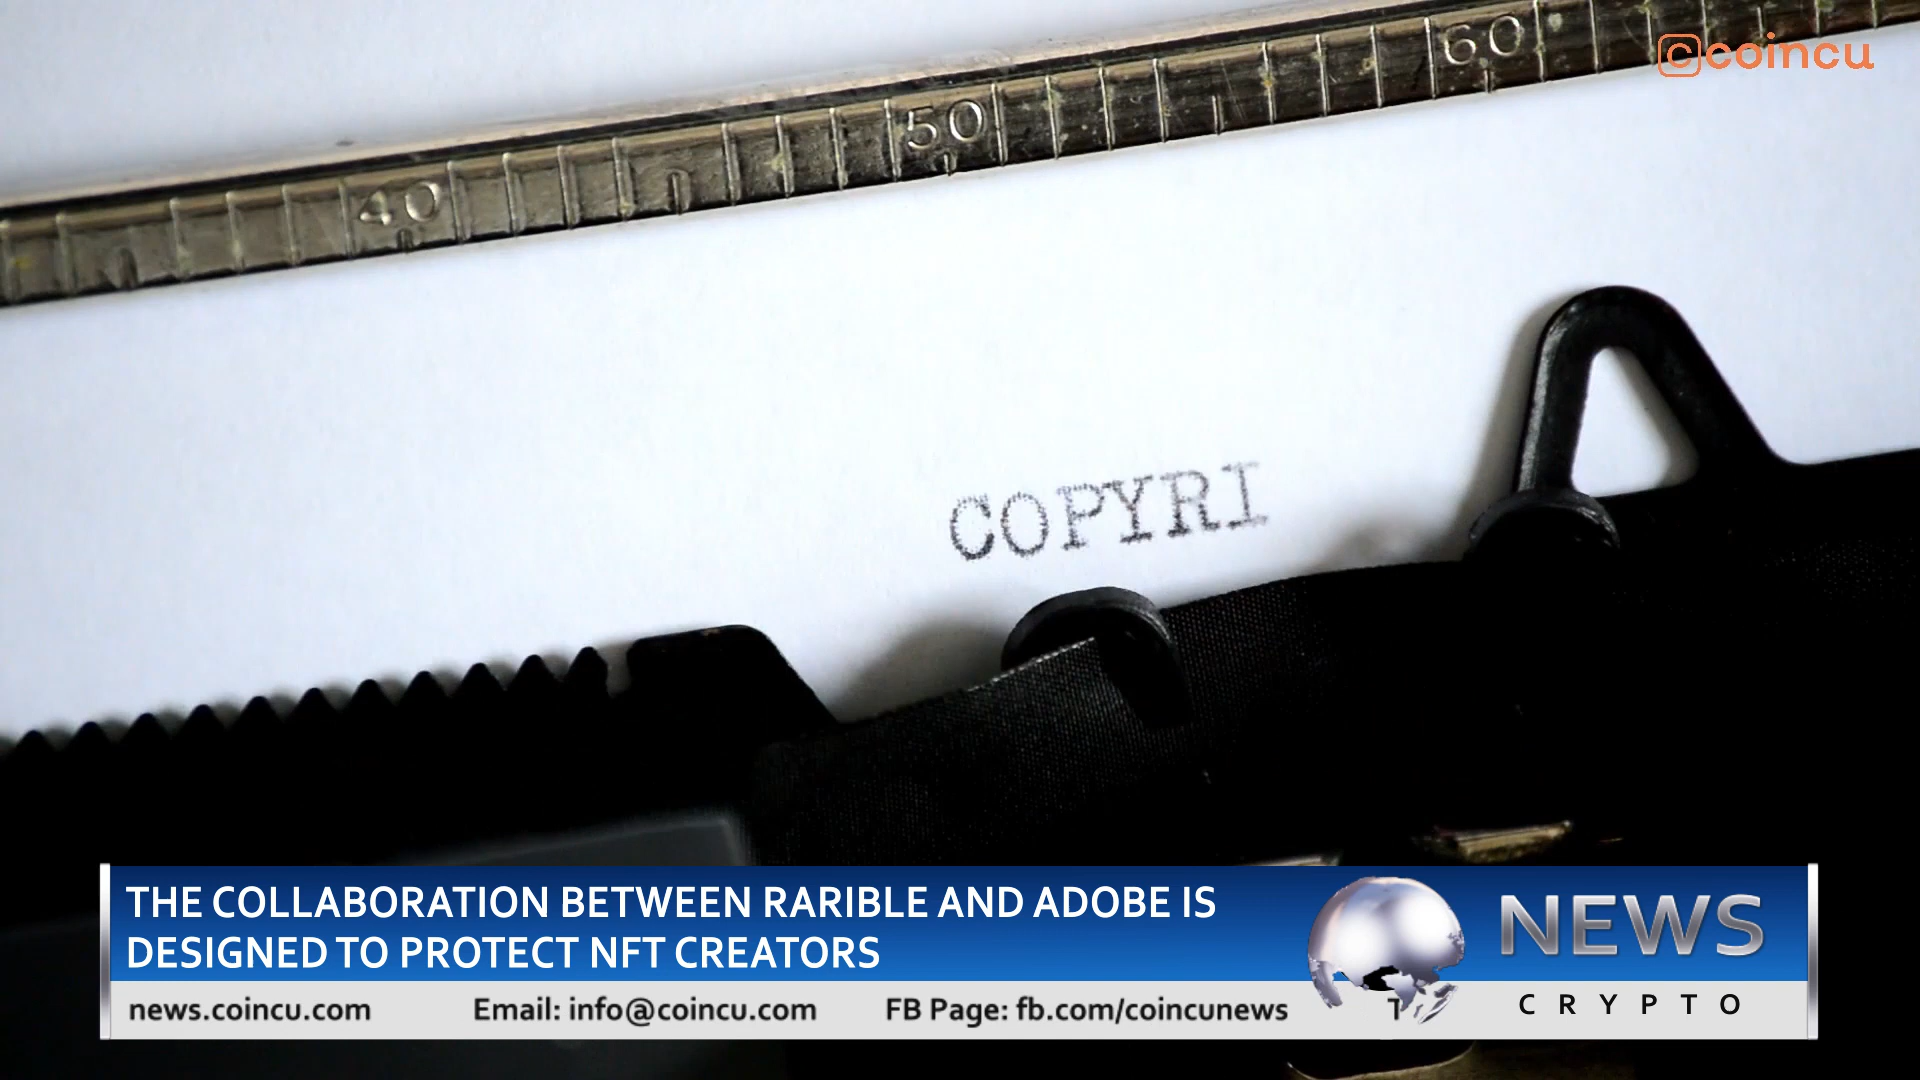 coincu
40 50 60
COPYRI
THE COLLABORATION BETWEEN RARIBLE AND ADOBE IS
DESIGNED TO PROTECT NFT CREATORS
NEWS
CRYPTO
news.coincu.com Email: info@coincu.com FB Page: fb.com/coincunews